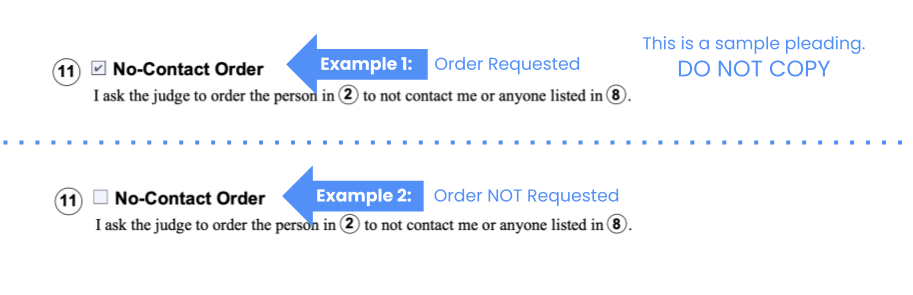 This is a sample pleading.
DO NOT COPY
11 No-Contact Order Example 1: Order Requested
I ask the judge to order the person in 2 to not contact me or anyone listed in 8.
11 No-Contact Order Example 2: Order NOT Requested
I ask the judge to order the person in 2 to not contact me or anyone listed in 8.